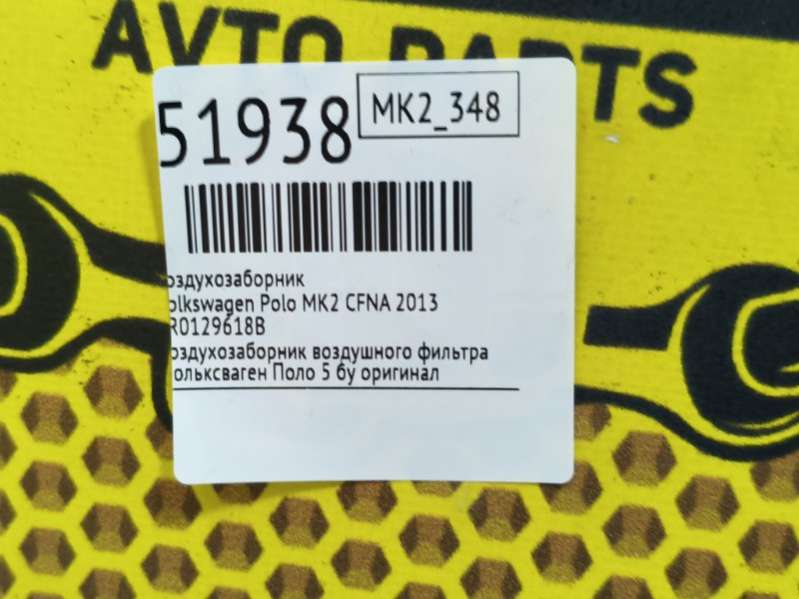 AVTO PARTS
51938
MK2_348
оздухозаборник
olkswagen Polo MK2 CFNA 2013
R0129618B
оздухозаборник воздушного фильтра
ольксваген Поло 5 бу оригинал